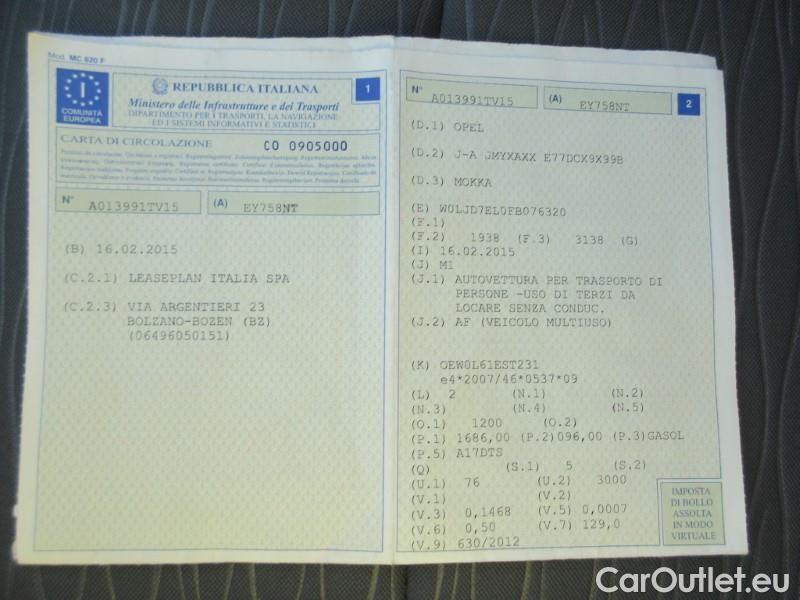 Mod. MC 820 F
I
COMUNITÀ
EUROPEA
REPUBBLICA ITALIANA
1
Ministero delle Infrastrutture e dei Trasporti
DIPARTIMENTO PER I TRASPORTI, LA NAVIGAZIONE
ED I SISTEMI INFORMATIVI E STATISTICI
CARTA DI CIRCOLAZIONE
CO 0905000
N° A013991TV15 (A) EY758NT
(B) 16.02.2015
(C.2.1) LEASEPLAN ITALIA SPA
(C.2.3) VIA ARGENTIERI 23
BOLZANO-BOZEN (BZ)
(06496050151)
N° A013991TV15 (A) EY758NT 2
(D.1) OPEL
(D.2) J-A JMYXAXX E77DCX9X99B
(D.3) MOKKA
(E) W0LJD7EL0FB076320
(F.1)
(F.2) 1938 (F.3) 3138 (G)
(I) 16.02.2015
(J) M1
(J.1) AUTOVETTURA PER TRASPORTO DI
PERSONE -USO DI TERZI DA
LOCARE SENZA CONDUC.
(J.2) AF (VEICOLO MULTIUSO)
(K) OEW0L61EST231
e4*2007/46*0537*09
(L) 2 (N.1) (N.2)
(N.3) (N.4) (N.5)
(O.1) 1200 (O.2)
(P.1) 1686,00 (P.2)096,00 (P.3)GASOL
(P.5) A17DTS
(Q) (S.1) 5 (S.2)
(U.1) 76 (U.2) 3000
(V.1) (V.2)
(V.3) 0,1468 (V.5) 0,0007
(V.6) 0,50 (V.7) 129,0
(V.9) 630/2012
IMPOSTA
DI BOLLO
ASSOLTA
IN MODO
VIRTUALE
CarOutlet.eu